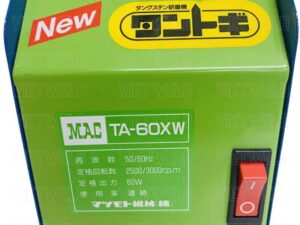 New
タングステン研磨機
タントギ
MAC TA-60XW
周波数 50/60Hz
定格回転数 2500/3000r.p.m
定格出力 60W
使用率 連続
マツモト機械(株)
VIETWELD